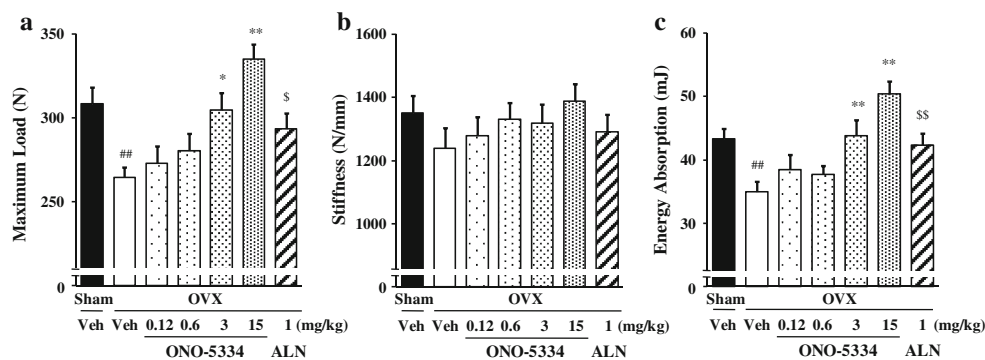 a
Maximum Load (N)
350
250
0
##
*
**
$
Sham
OVX
Veh
Veh
0.12
0.6
3
15
1
(mg/kg)
ONO-5334
ALN
b
Stiffness (N/mm)
1600
1400
1200
1000
0
Sham
OVX
Veh
Veh
0.12
0.6
3
15
1
(mg/kg)
ONO-5334
ALN
c
Energy Absorption (mJ)
60
50
40
30
0
##
**
**
$$
Sham
OVX
Veh
Veh
0.12
0.6
3
15
1
(mg/kg)
ONO-5334
ALN